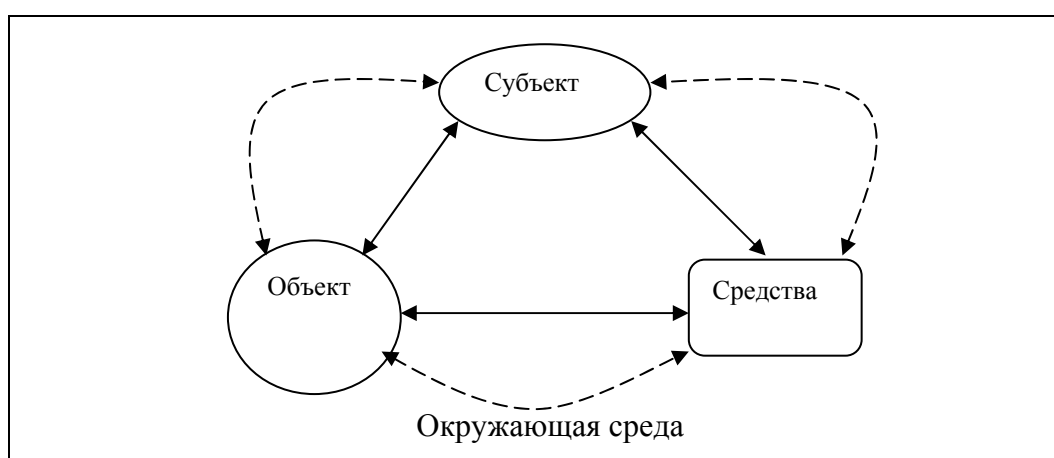 Субъект
Объект
Средства
Окружающая среда